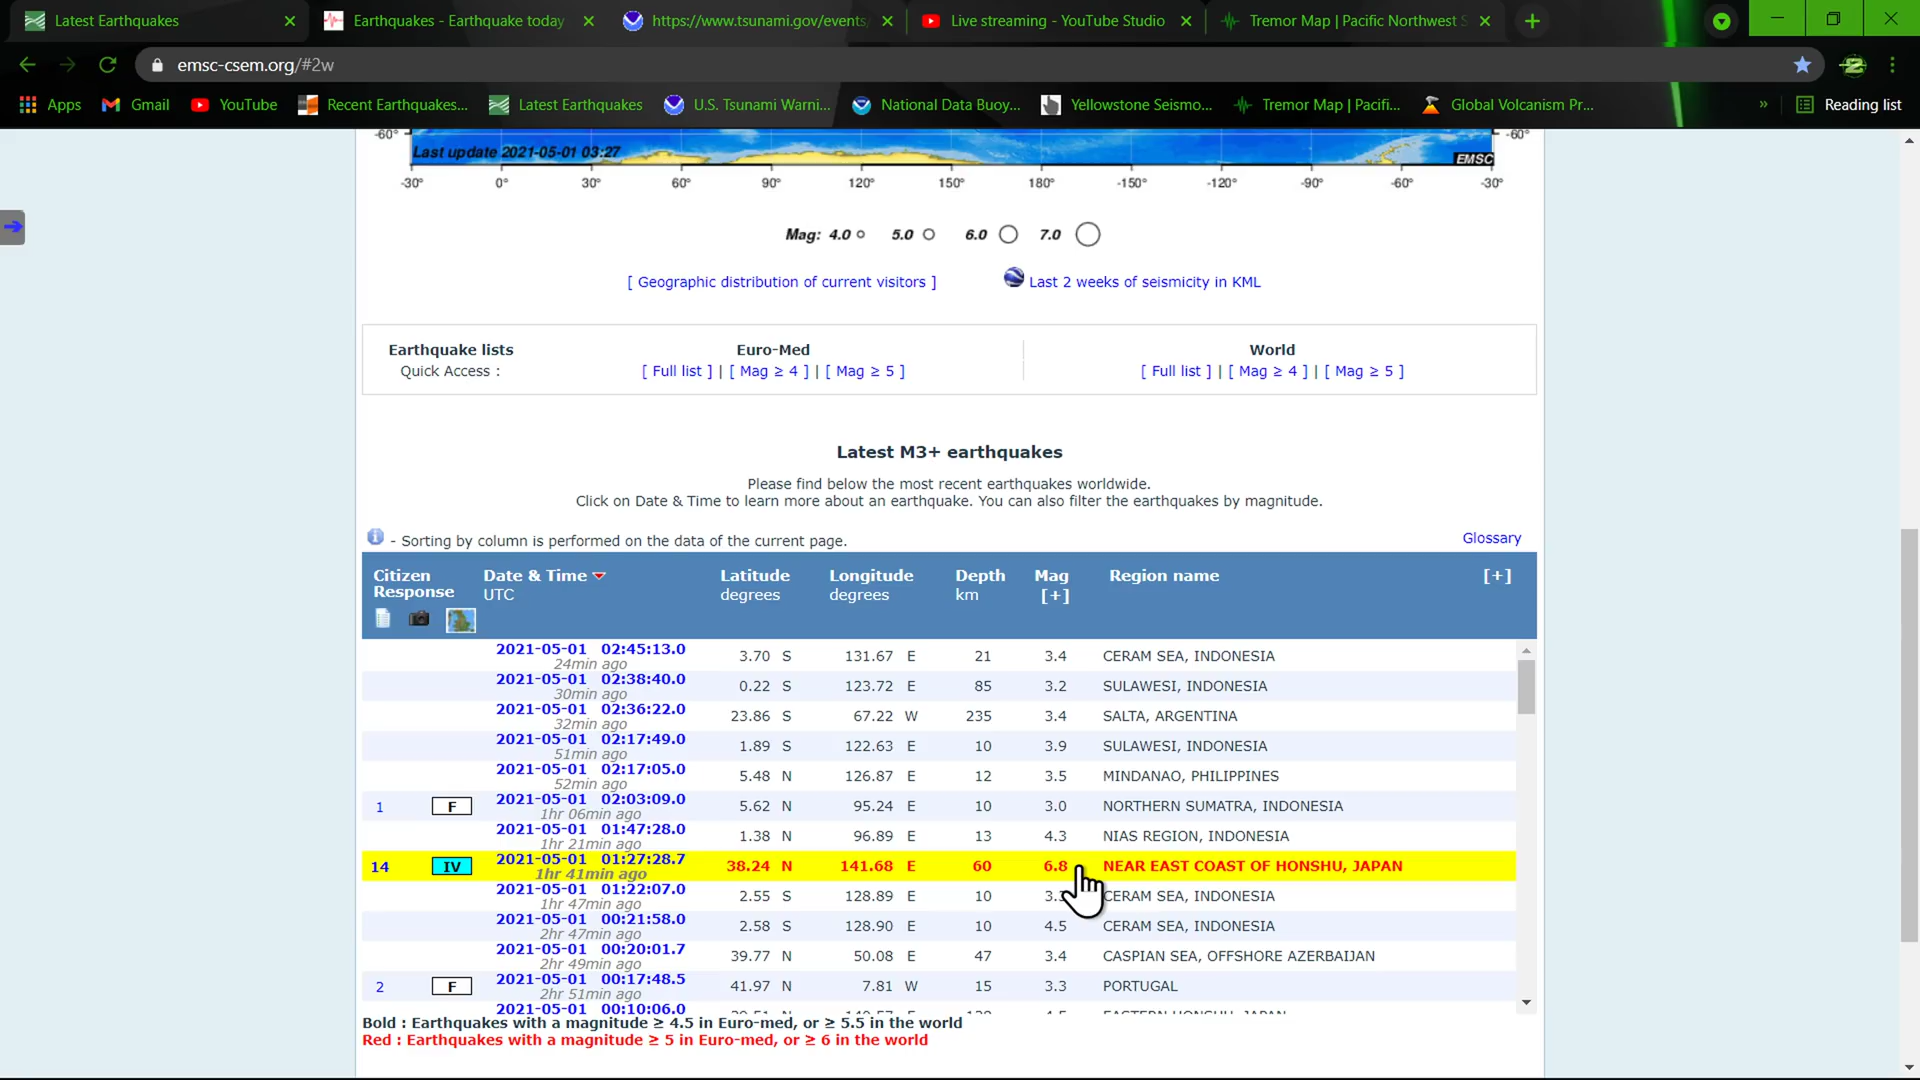 Latest Earthquakes
Earthquakes - Earthquake today
https://www.tsunami.gov/events/
Live streaming - YouTube Studio
Tremor Map | Pacific Northwest S
emsc-csem.org/#2w
Apps
Gmail
YouTube
Recent Earthquakes...
Latest Earthquakes
U.S. Tsunami Warni...
National Data Buoy...
Yellowstone Seismo...
Tremor Map | Pacifi...
Global Volcanism Pr...
»
Reading list
-60° -60°
Last update 2021-05-01 03:27
EMSC
-30° 0° 30° 60° 90° 120° 150° 180° -150° -120° -90° -60° -30°
Mag: 4.0 5.0 6.0 7.0
[ Geographic distribution of current visitors ] Last 2 weeks of seismicity in KML
Earthquake lists Euro-Med World
Quick Access : [ Full list ] | [ Mag ≥ 4 ] | [ Mag ≥ 5 ] [ Full list ] | [ Mag ≥ 4 ] | [ Mag ≥ 5 ]
Latest M3+ earthquakes
Please find below the most recent earthquakes worldwide.
Click on Date & Time to learn more about an earthquake. You can also filter the earthquakes by magnitude.
- Sorting by column is performed on the data of the current page. Glossary
Citizen Date & Time Latitude Longitude Depth Mag Region name [+]
Response UTC degrees degrees km [+]
2021-05-01 02:45:13.0 3.70 S 131.67 E 21 3.4 CERAM SEA, INDONESIA
24min ago
2021-05-01 02:38:40.0 0.22 S 123.72 E 85 3.2 SULAWESI, INDONESIA
30min ago
2021-05-01 02:36:22.0 23.86 S 67.22 W 235 3.4 SALTA, ARGENTINA
32min ago
2021-05-01 02:17:49.0 1.89 S 122.63 E 10 3.9 SULAWESI, INDONESIA
51min ago
2021-05-01 02:17:05.0 5.48 N 126.87 E 12 3.5 MINDANAO, PHILIPPINES
52min ago
1 F 2021-05-01 02:03:09.0 5.62 N 95.24 E 10 3.0 NORTHERN SUMATRA, INDONESIA
1hr 06min ago
2021-05-01 01:47:28.0 1.38 N 96.89 E 13 4.3 NIAS REGION, INDONESIA
1hr 21min ago
14 IV 2021-05-01 01:27:28.7 38.24 N 141.68 E 60 6.8 NEAR EAST COAST OF HONSHU, JAPAN
1hr 41min ago
2021-05-01 01:22:07.0 2.55 S 128.89 E 10 CERAM SEA, INDONESIA
1hr 47min ago
2021-05-01 00:21:58.0 2.58 S 128.90 E 10 4.5 CERAM SEA, INDONESIA
2hr 47min ago
2021-05-01 00:20:01.7 39.77 N 50.08 E 47 3.4 CASPIAN SEA, OFFSHORE AZERBAIJAN
2hr 49min ago
2 F 2021-05-01 00:17:48.5 41.97 N 7.81 W 15 3.3 PORTUGAL
2hr 51min ago
2021-05-01 00:10:06.0
Bold : Earthquakes with a magnitude ≥ 4.5 in Euro-med, or ≥ 5.5 in the world
Red : Earthquakes with a magnitude ≥ 5 in Euro-med, or ≥ 6 in the world